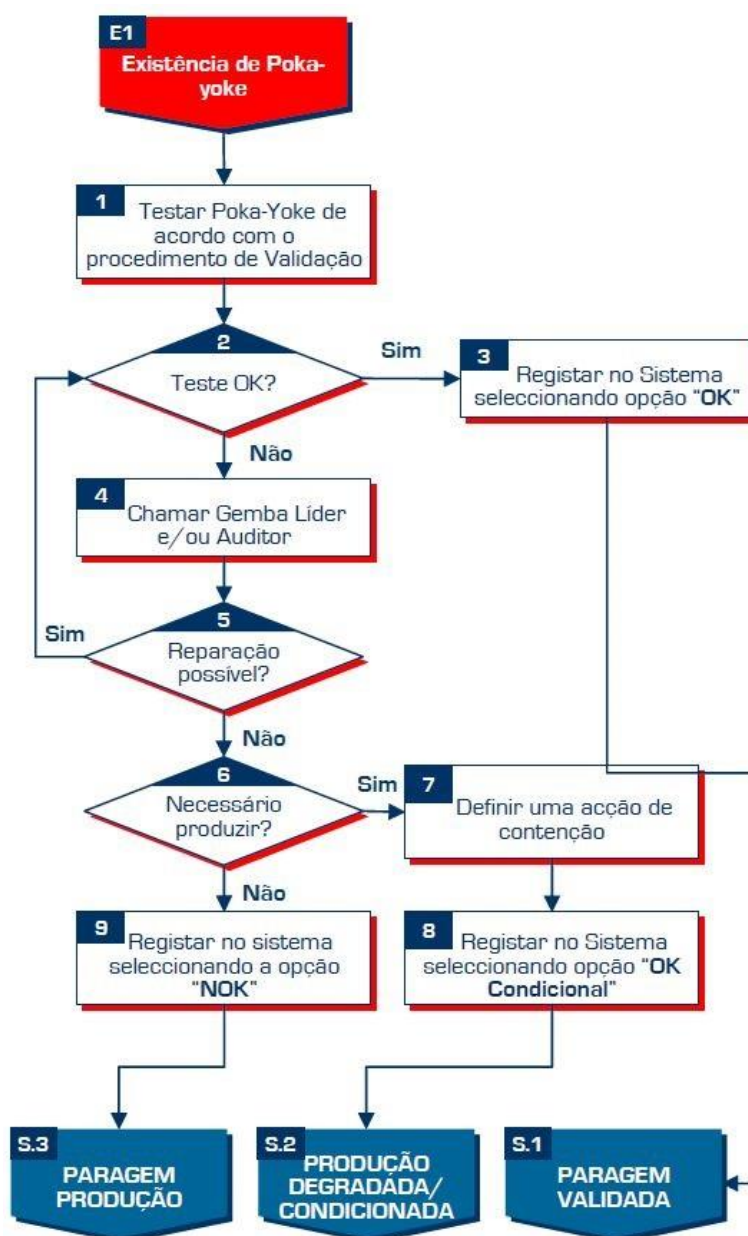 E1
Existência de Poka-
yoke
1
Testar Poka-Yoke de
acordo com o
procedimento de Validação
2
Teste OK?
Sim
3
Registar no Sistema
seleccionando opção "OK"
Não
4
Chamar Gemba Líder
e/ou Auditor
Sim
5
Reparação
possível?
Não
6
Necessário
produzir?
Sim
7
Definir uma acção de
contenção
Não
9
Registar no sistema
seleccionando a opção
"NOK"
8
Registar no Sistema
seleccionando opção "OK
Condicional"
S.3
PARAGEM
PRODUÇÃO
S.2
PRODUÇÃO
DEGRADADA/
CONDICIONADA
S.1
PARAGEM
VALIDADA